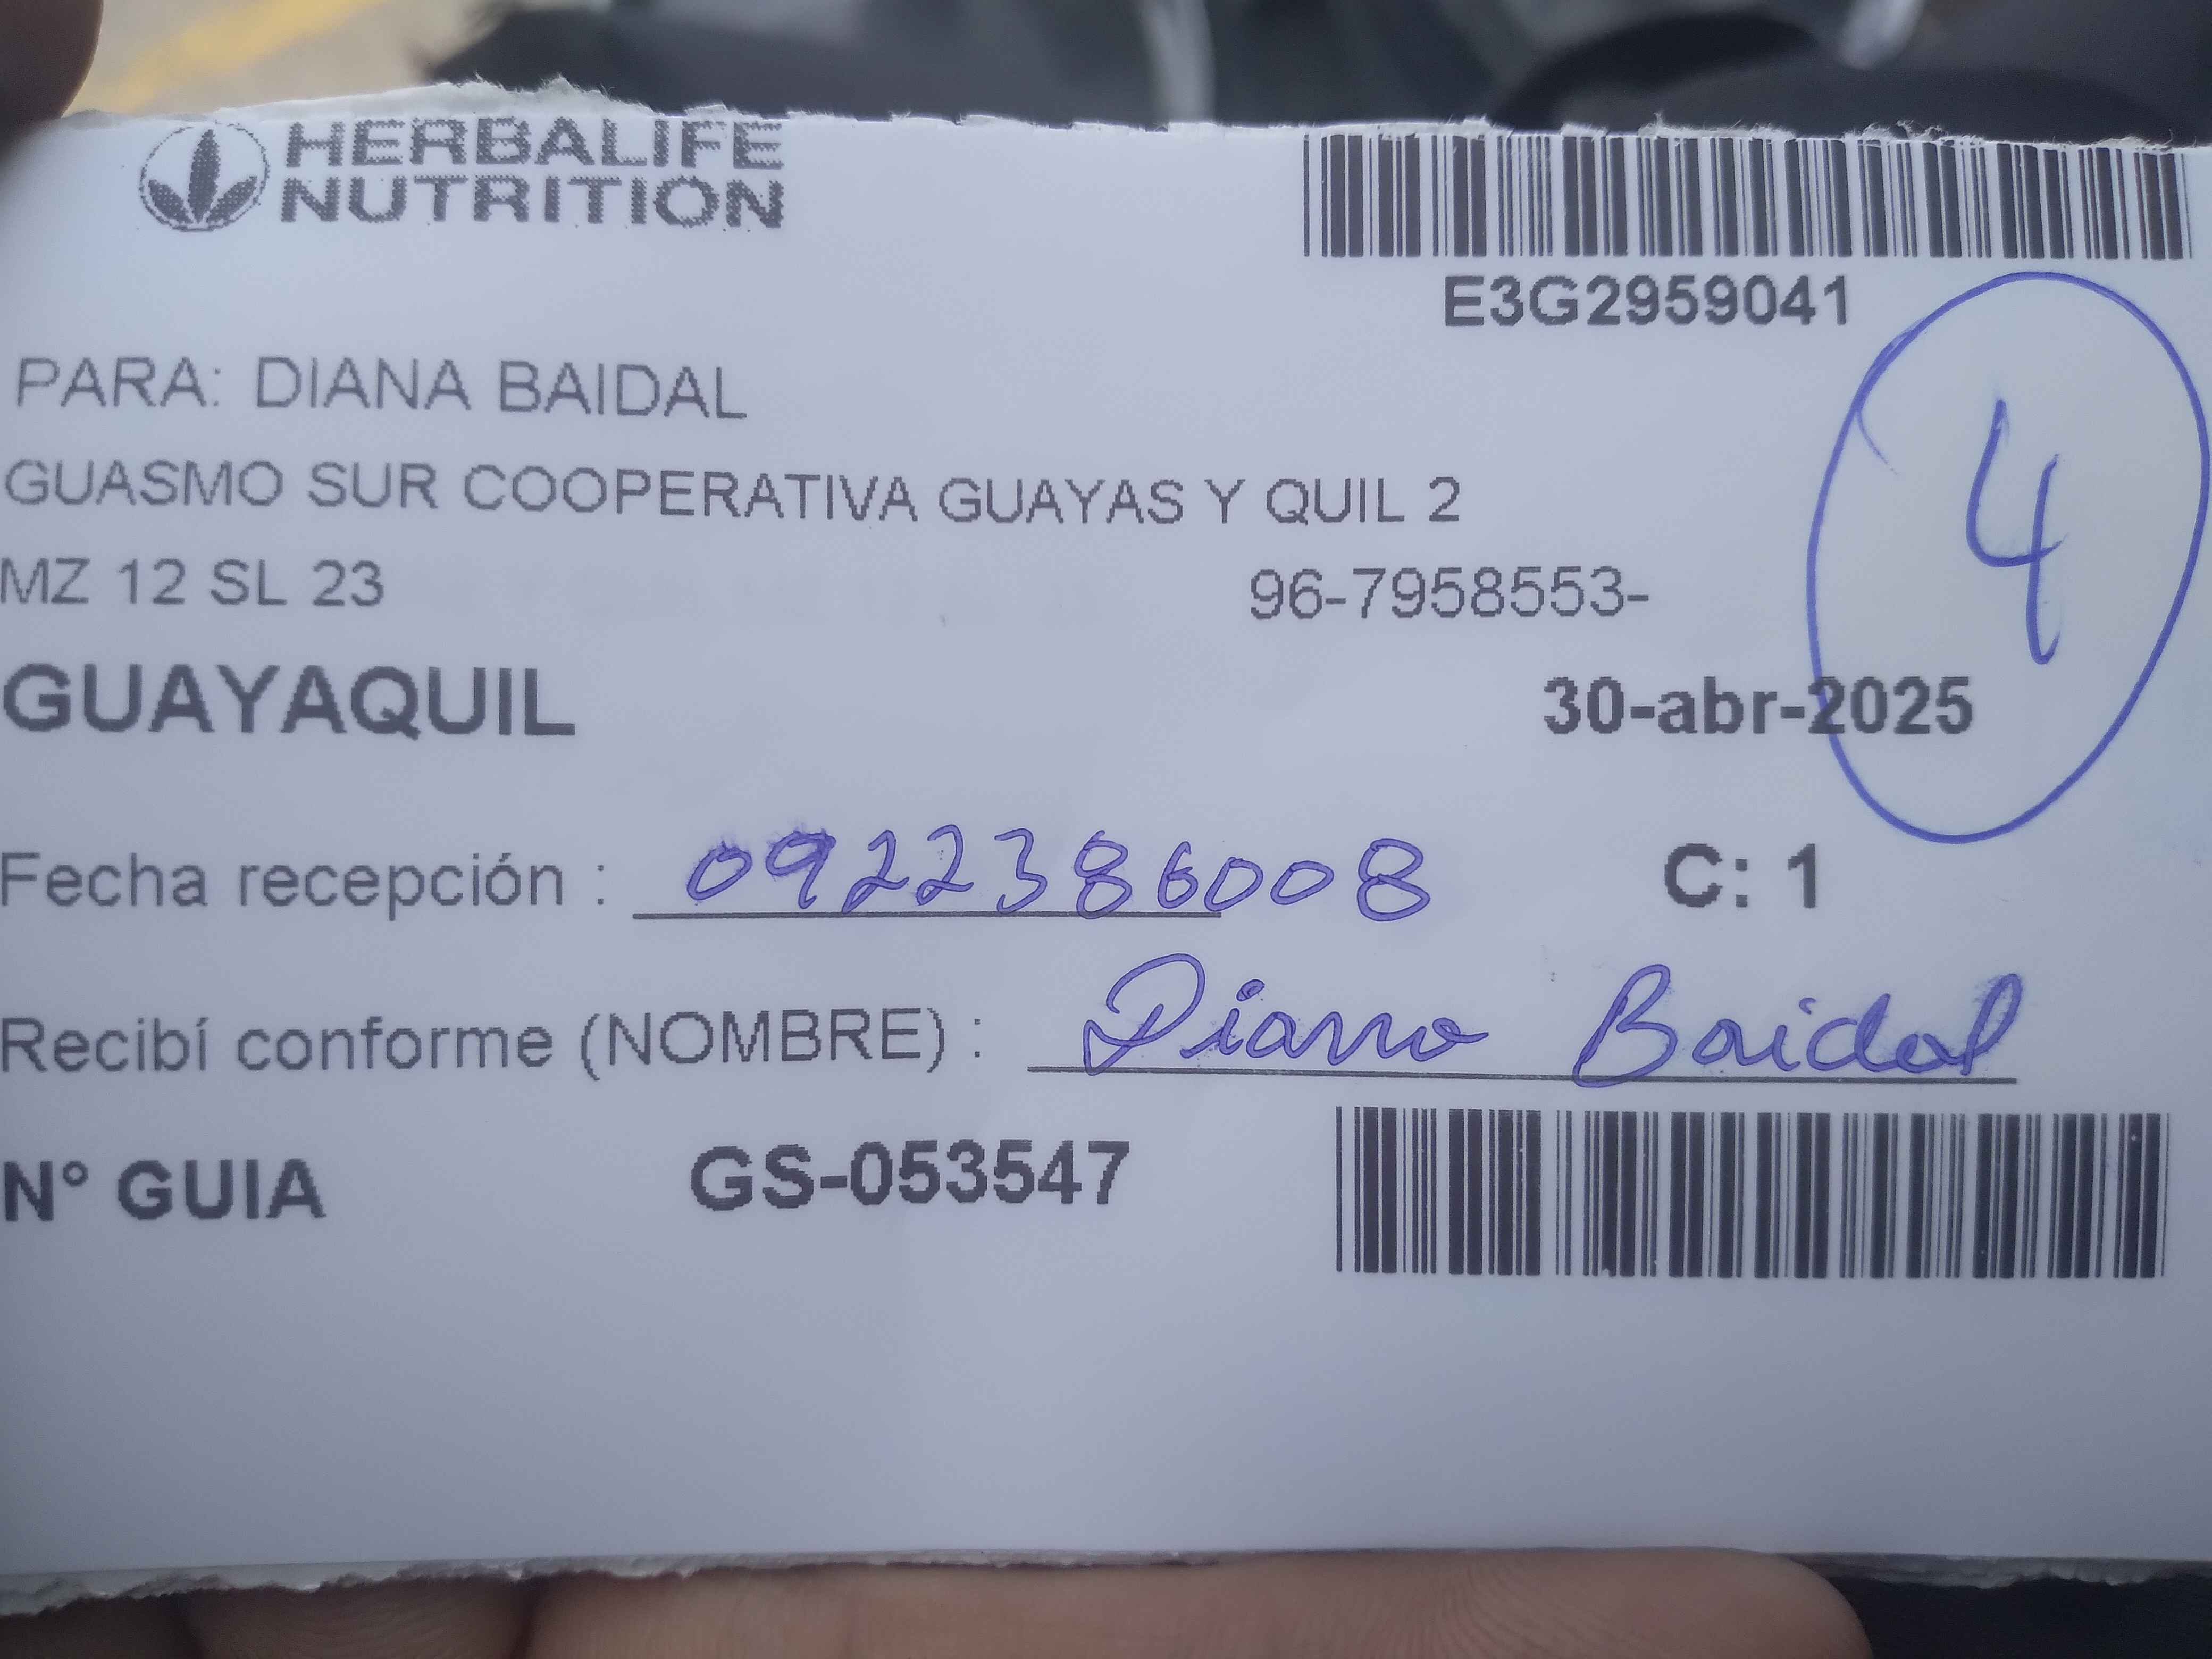 HERBALIFE
NUTRITION
E3G2959041
PARA: DIANA BAIDAL
4
GUASMO SUR COOPERATIVA GUAYAS Y QUIL 2
MZ 12 SL 23 96-7958553-
GUAYAQUIL 30-abr-2025
Fecha recepción : 0922386008 C: 1
Recibí conforme (NOMBRE) : Diana Baidal
N° GUIA GS-053547